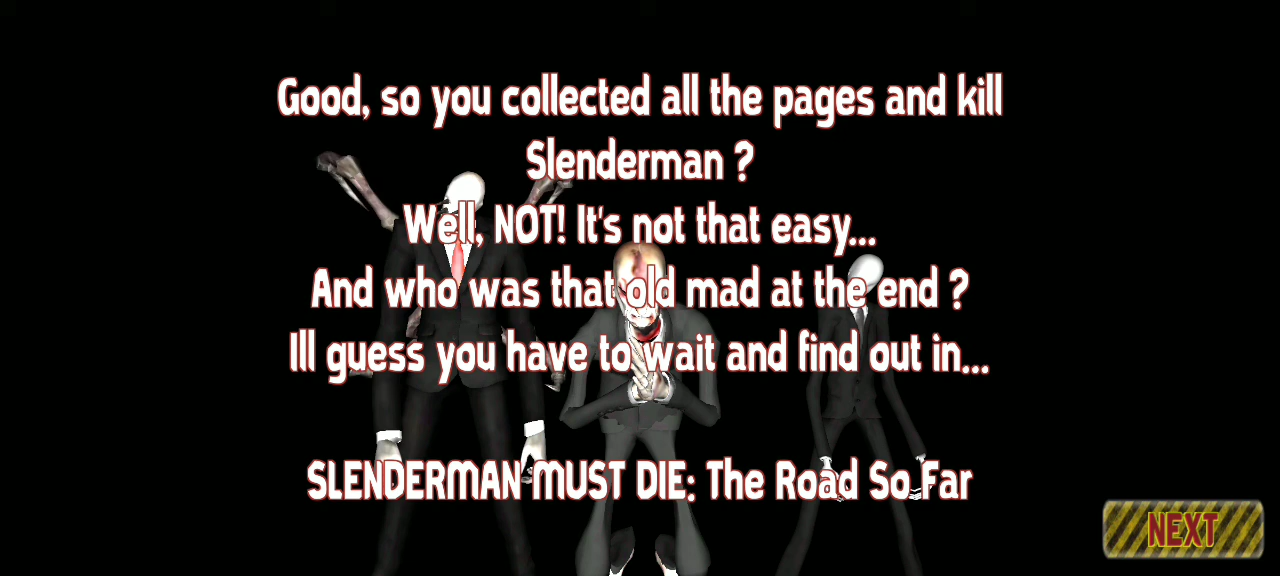 Good, so you collected all the pages and kill
Slenderman ?
Well, NOT! It's not that easy...
And who was that old mad at the end ?
Ill guess you have to wait and find out in...
SLENDERMAN MUST DIE: The Road So Far
NEXT